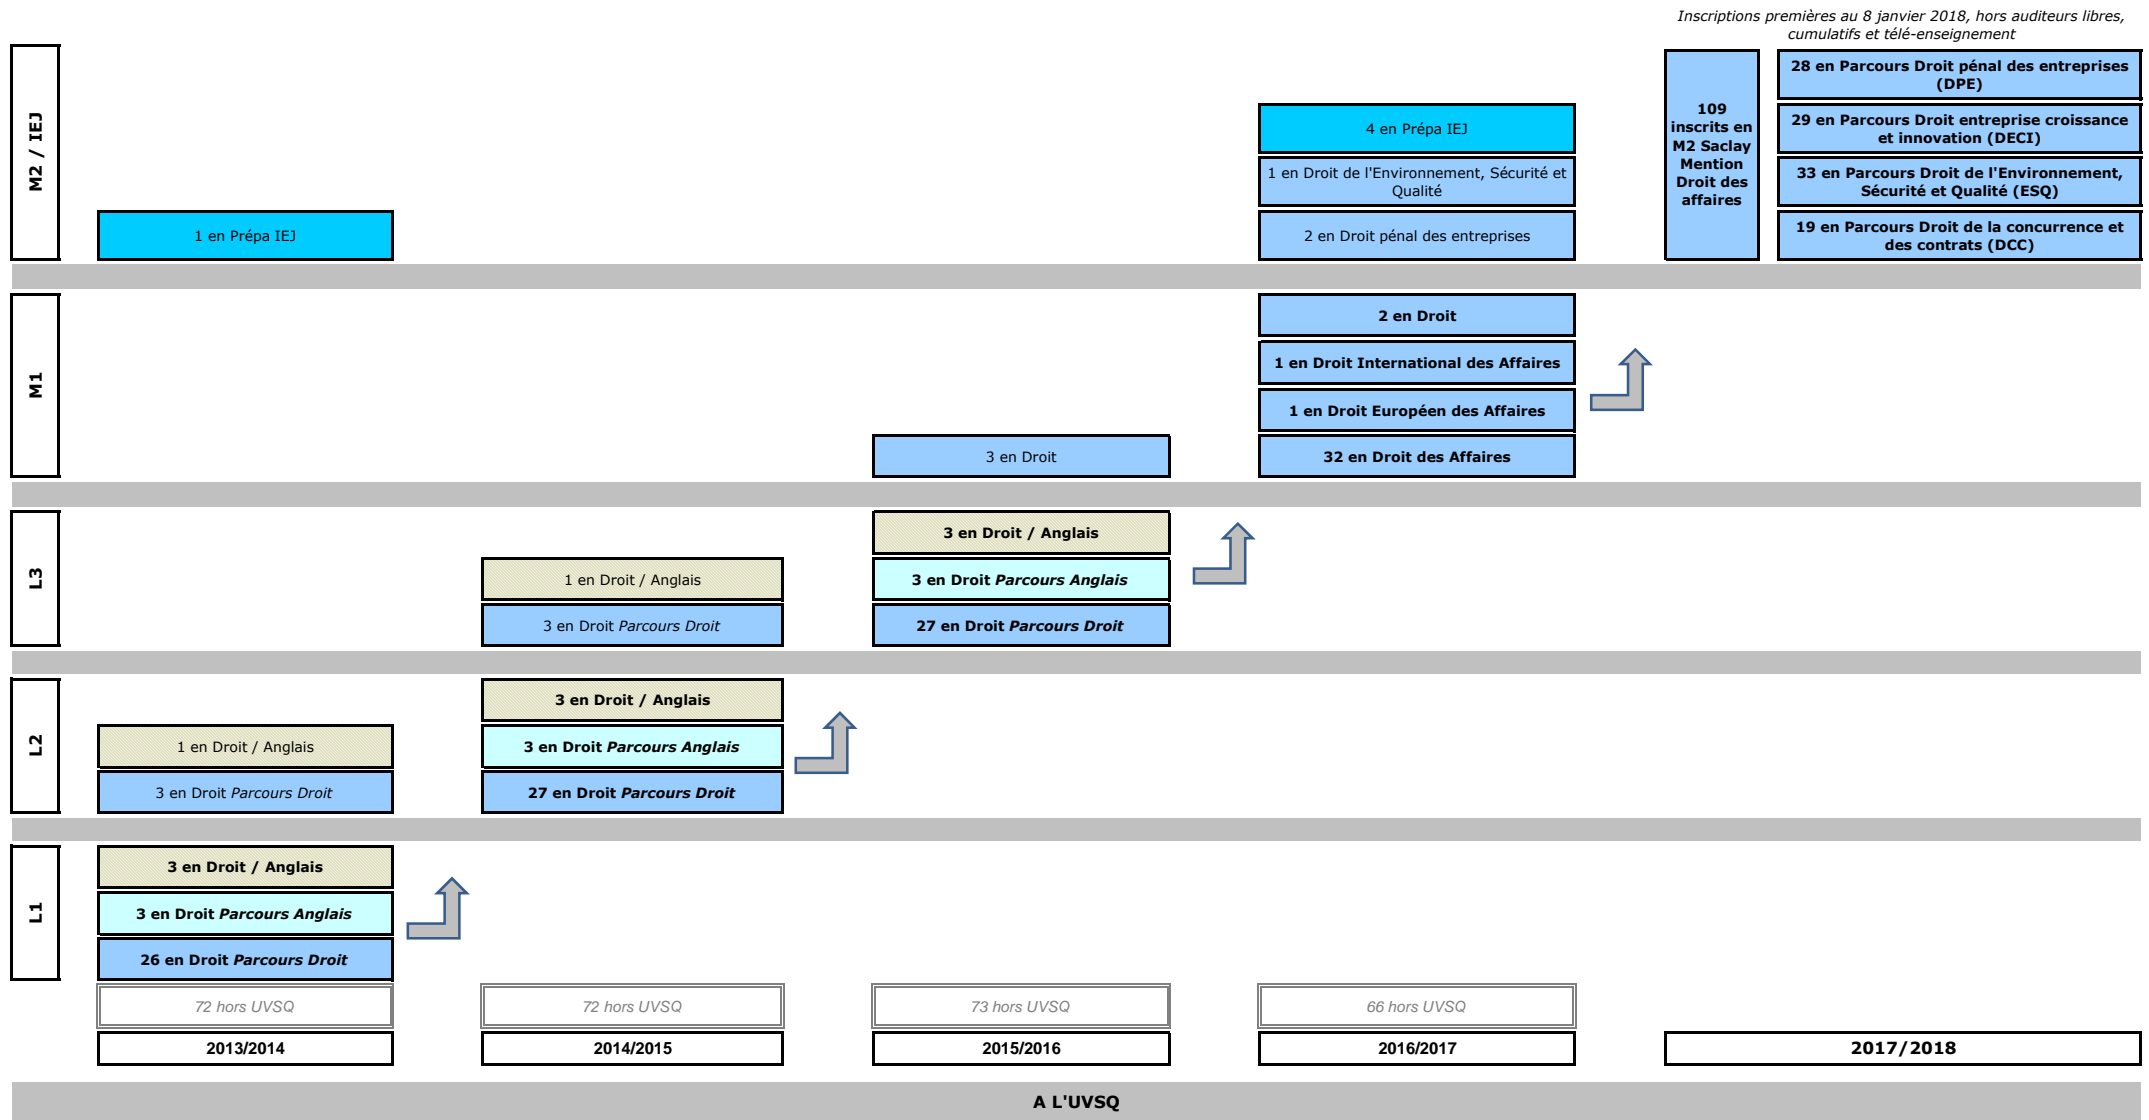 Inscriptions premières au 8 janvier 2018, hors auditeurs libres,
cumulatifs et télé-enseignement
M2 / IEJ
1 en Prépa IEJ
4 en Prépa IEJ
1 en Droit de l'Environnement, Sécurité et
Qualité
2 en Droit pénal des entreprises
109
inscrits en
M2 Saclay
Mention
Droit des
affaires
28 en Parcours Droit pénal des entreprises
(DPE)
29 en Parcours Droit entreprise croissance
et innovation (DECI)
33 en Parcours Droit de l'Environnement,
Sécurité et Qualité (ESQ)
19 en Parcours Droit de la concurrence et
des contrats (DCC)
M1
3 en Droit
2 en Droit
1 en Droit International des Affaires
1 en Droit Européen des Affaires
32 en Droit des Affaires
L3
1 en Droit / Anglais
3 en Droit Parcours Droit
3 en Droit / Anglais
3 en Droit Parcours Anglais
27 en Droit Parcours Droit
L2
1 en Droit / Anglais
3 en Droit Parcours Droit
3 en Droit / Anglais
3 en Droit Parcours Anglais
27 en Droit Parcours Droit
L1
3 en Droit / Anglais
3 en Droit Parcours Anglais
26 en Droit Parcours Droit
72 hors UVSQ
72 hors UVSQ
73 hors UVSQ
66 hors UVSQ
2013/2014
2014/2015
2015/2016
2016/2017
2017/2018
A L'UVSQ